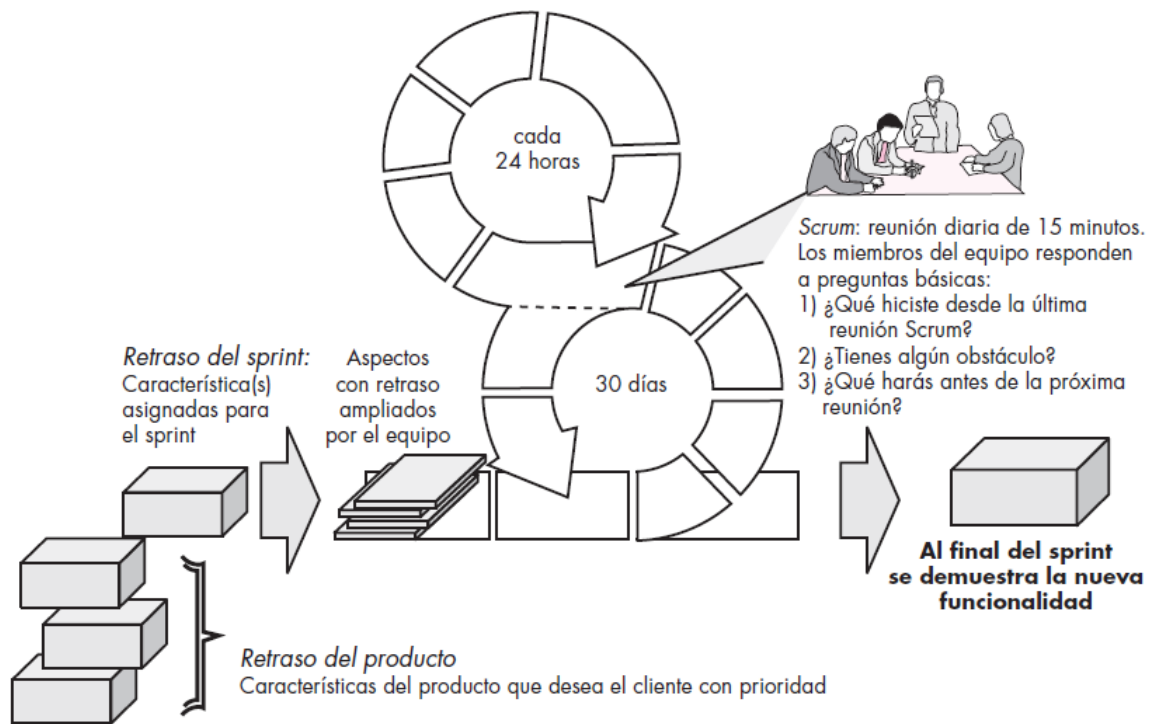 cada
24 horas
Scrum: reunión diaria de 15 minutos.
Los miembros del equipo responden
a preguntas básicas:
1) ¿Qué hiciste desde la última
reunión Scrum?
2) ¿Tienes algún obstáculo?
3) ¿Qué harás antes de la próxima
reunión?
Retraso del sprint:
Característica(s)
asignadas para
el sprint
Aspectos
con retraso
ampliados
por el equipo
30 días
Al final del sprint
se demuestra la nueva
funcionalidad
Retraso del producto
Características del producto que desea el cliente con prioridad